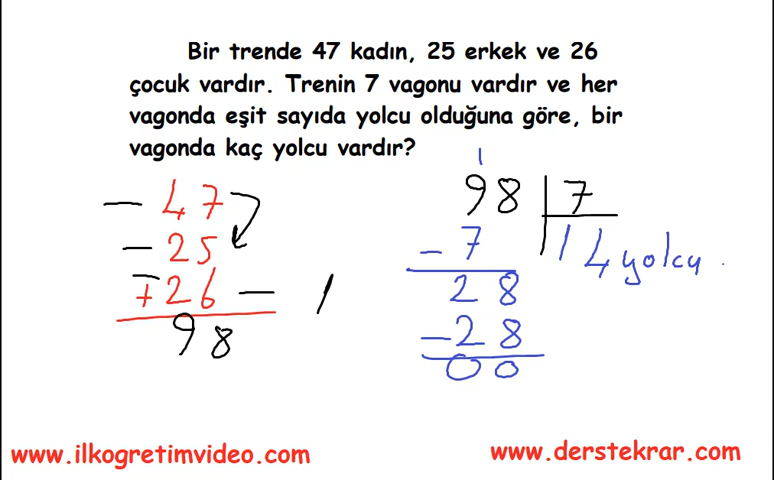 Bir trende 47 kadın, 25 erkek ve 26
çocuk vardır. Trenin 7 vagonu vardır ve her
vagonda eşit sayıda yolcu olduğuna göre, bir
vagonda kaç yolcu vardır?
- 47
- 25
+ 26 - 1
98
1
98 7
- 7 14 yolcu
28
- 28
00
www.ilkogretimvideo.com
www.derstekrar.com